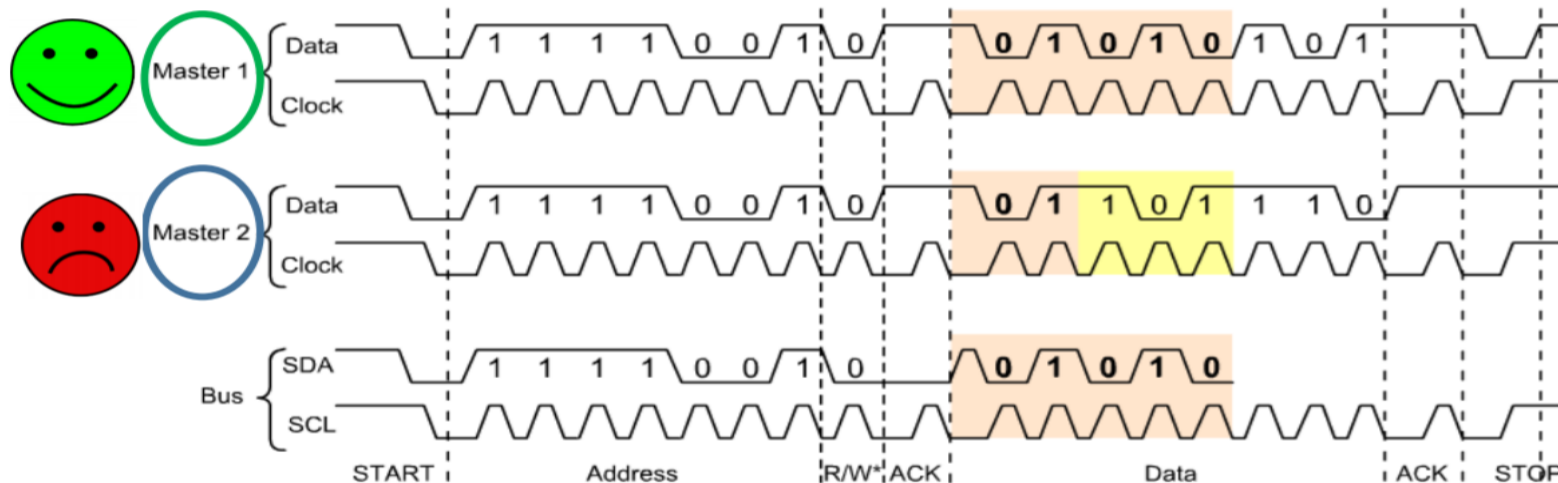 Data 1 1 1 1 0 0 1 0 0 1 0 1 0 1 0 1
Master 1
Clock
Data 1 1 1 1 0 0 1 0 0 1 1 0 1 1 1 0
Master 2
Clock
SDA 1 1 1 1 0 0 1 0 0 1 0 1 0
Bus
SCL
START Address R/W* ACK Data ACK STOP